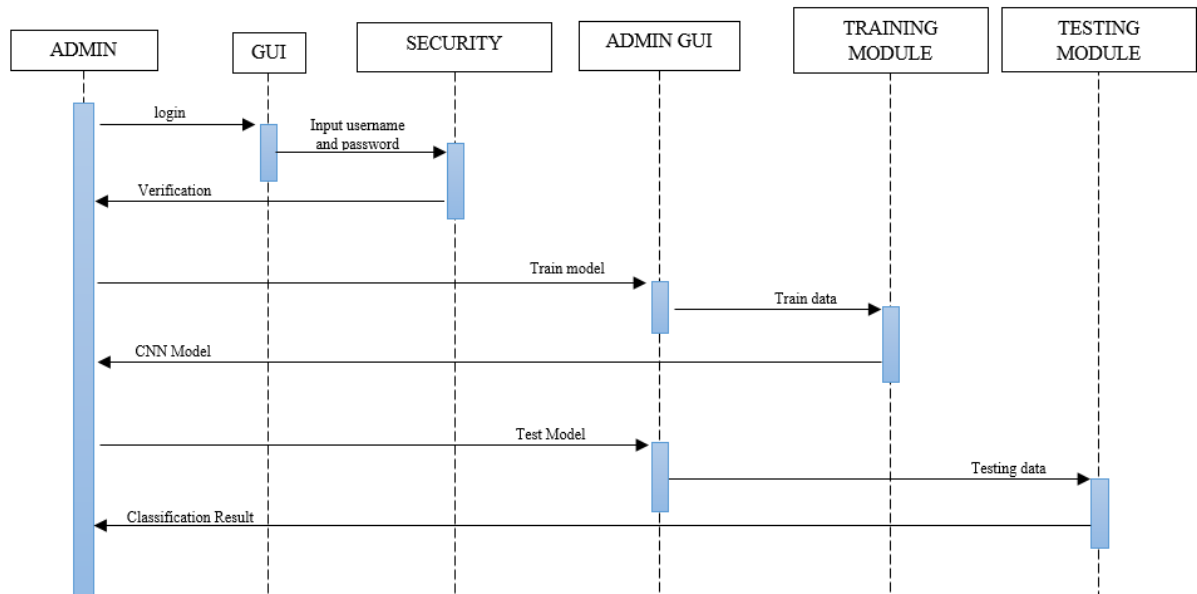 ADMIN
GUI
SECURITY
ADMIN GUI
TRAINING
MODULE
TESTING
MODULE
login
Input username
and password
Verification
Train model
Train data
CNN Model
Test Model
Testing data
Classification Result